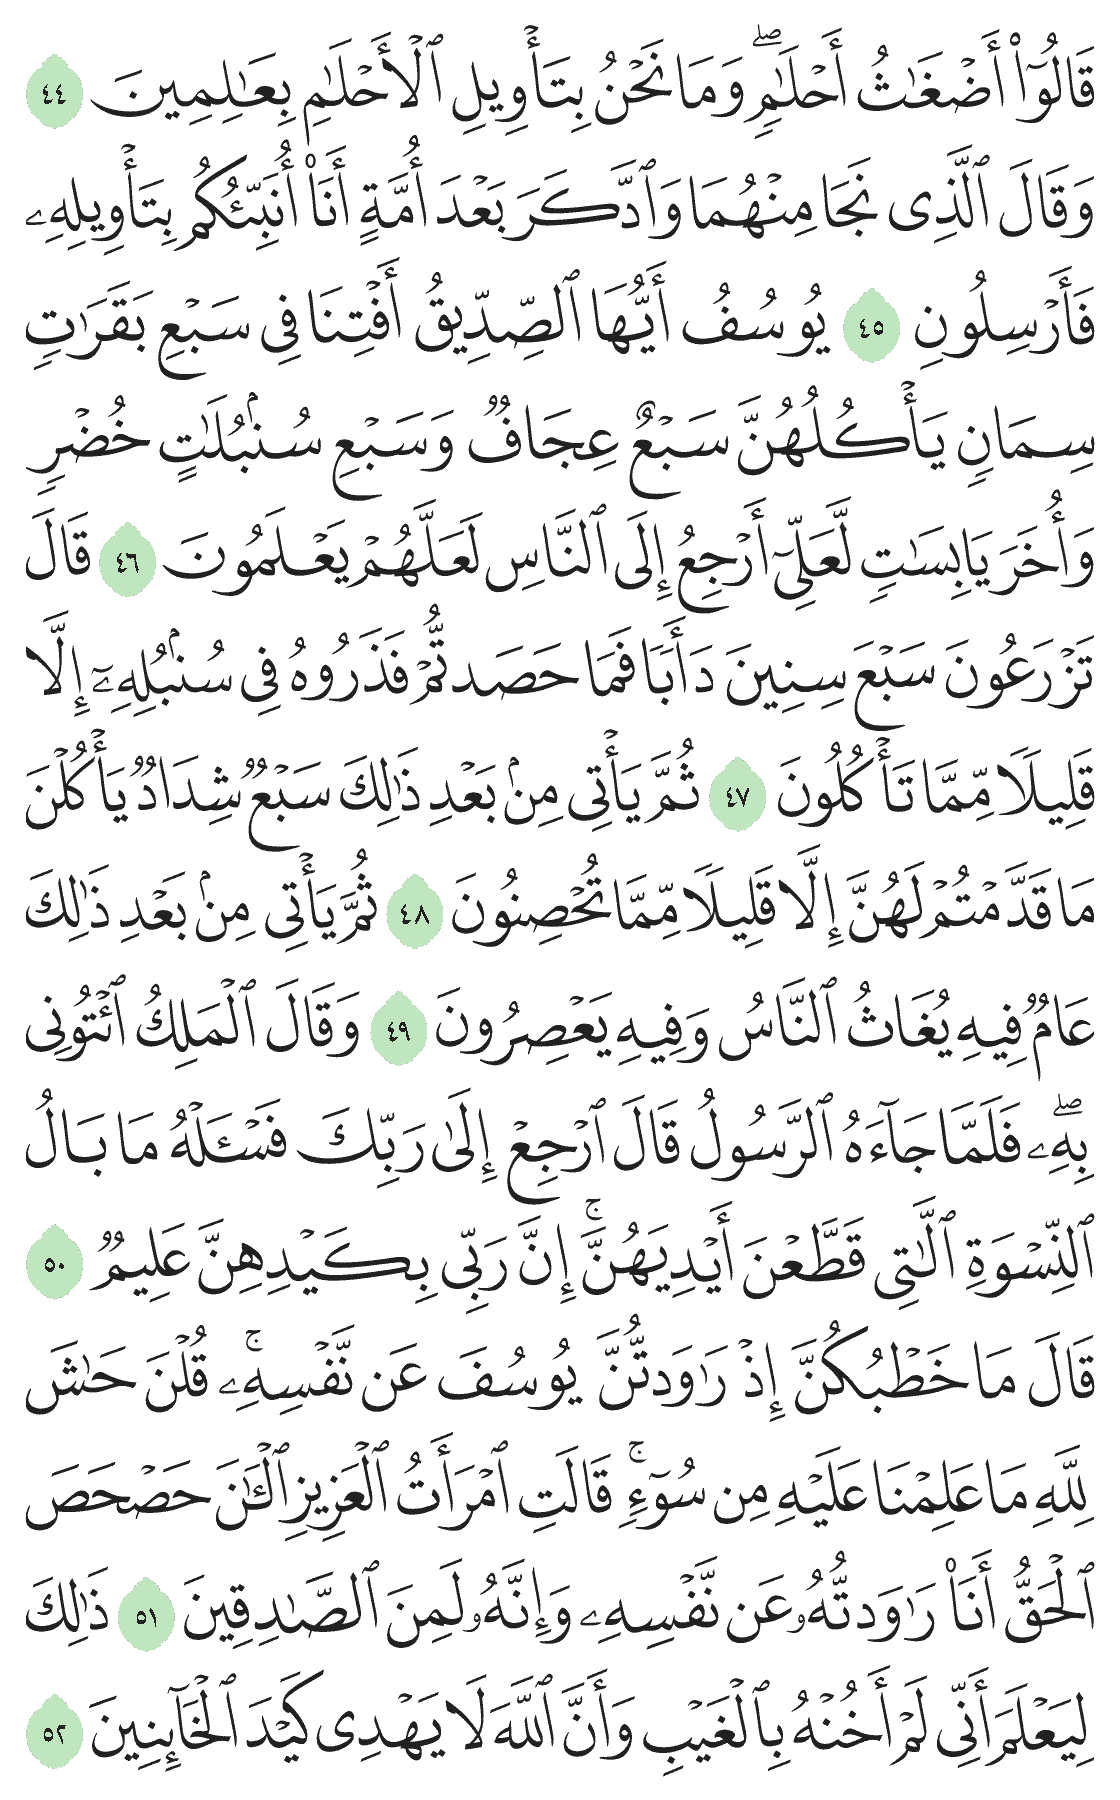 قَالُوٓاْ أَضۡغَٰثُ أَحۡلَٰمٖۖ وَمَا نَحۡنُ بِتَأۡوِيلِ ٱلۡأَحۡلَٰمِ بِعَٰلِمِينَ ٤٤
وَقَالَ ٱلَّذِي نَجَا مِنۡهُمَا وَٱدَّكَرَ بَعۡدَ أُمَّةٍ أَنَا۠ أُنَبِّئُكُم بِتَأۡوِيلِهِۦ
فَأَرۡسِلُونِ ٤٥ يُوسُفُ أَيُّهَا ٱلصِّدِّيقُ أَفۡتِنَا فِي سَبۡعِ بَقَرَٰتٖ
سِمَانٖ يَأۡكُلُهُنَّ سَبۡعٌ عِجَافٞ وَسَبۡعِ سُنۢبُلَٰتٍ خُضۡرٖ
وَأُخَرَ يَابِسَٰتٖ لَّعَلِّيٓ أَرۡجِعُ إِلَى ٱلنَّاسِ لَعَلَّهُمۡ يَعۡلَمُونَ ٤٦ قَالَ
تَزۡرَعُونَ سَبۡعَ سِنِينَ دَأَبٗا فَمَا حَصَدتُّمۡ فَذَرُوهُ فِي سُنۢبُلِهِۦٓ إِلَّا
قَلِيلٗا مِّمَّا تَأۡكُلُونَ ٤٧ ثُمَّ يَأۡتِي مِنۢ بَعۡدِ ذَٰلِكَ سَبۡعٞ شِدَادٞ يَأۡكُلۡنَ
مَا قَدَّمۡتُمۡ لَهُنَّ إِلَّا قَلِيلٗا مِّمَّا تُحۡصِنُونَ ٤٨ ثُمَّ يَأۡتِي مِنۢ بَعۡدِ ذَٰلِكَ
عَامٞ فِيهِ يُغَاثُ ٱلنَّاسُ وَفِيهِ يَعۡصِرُونَ ٤٩ وَقَالَ ٱلۡمَلِكُ ٱئۡتُونِي
بِهِۦۖ فَلَمَّا جَآءَهُ ٱلرَّسُولُ قَالَ ٱرۡجِعۡ إِلَىٰ رَبِّكَ فَسۡـَٔلۡهُ مَا بَالُ
ٱلنِّسۡوَةِ ٱلَّٰتِي قَطَّعۡنَ أَيۡدِيَهُنَّۚ إِنَّ رَبِّي بِكَيۡدِهِنَّ عَلِيمٞ ٥٠
قَالَ مَا خَطۡبُكُنَّ إِذۡ رَٰوَدتُّنَّ يُوسُفَ عَن نَّفۡسِهِۦۚ قُلۡنَ حَٰشَ
لِلَّهِ مَا عَلِمۡنَا عَلَيۡهِ مِن سُوٓءٖۚ قَالَتِ ٱمۡرَأَتُ ٱلۡعَزِيزِ ٱلۡـَٰٔنَ حَصۡحَصَ
ٱلۡحَقُّ أَنَا۠ رَٰوَدتُّهُۥ عَن نَّفۡسِهِۦ وَإِنَّهُۥ لَمِنَ ٱلصَّٰدِقِينَ ٥١ ذَٰلِكَ
لِيَعۡلَمَ أَنِّي لَمۡ أَخُنۡهُ بِٱلۡغَيۡبِ وَأَنَّ ٱللَّهَ لَا يَهۡدِي كَيۡدَ ٱلۡخَآئِنِينَ ٥٢